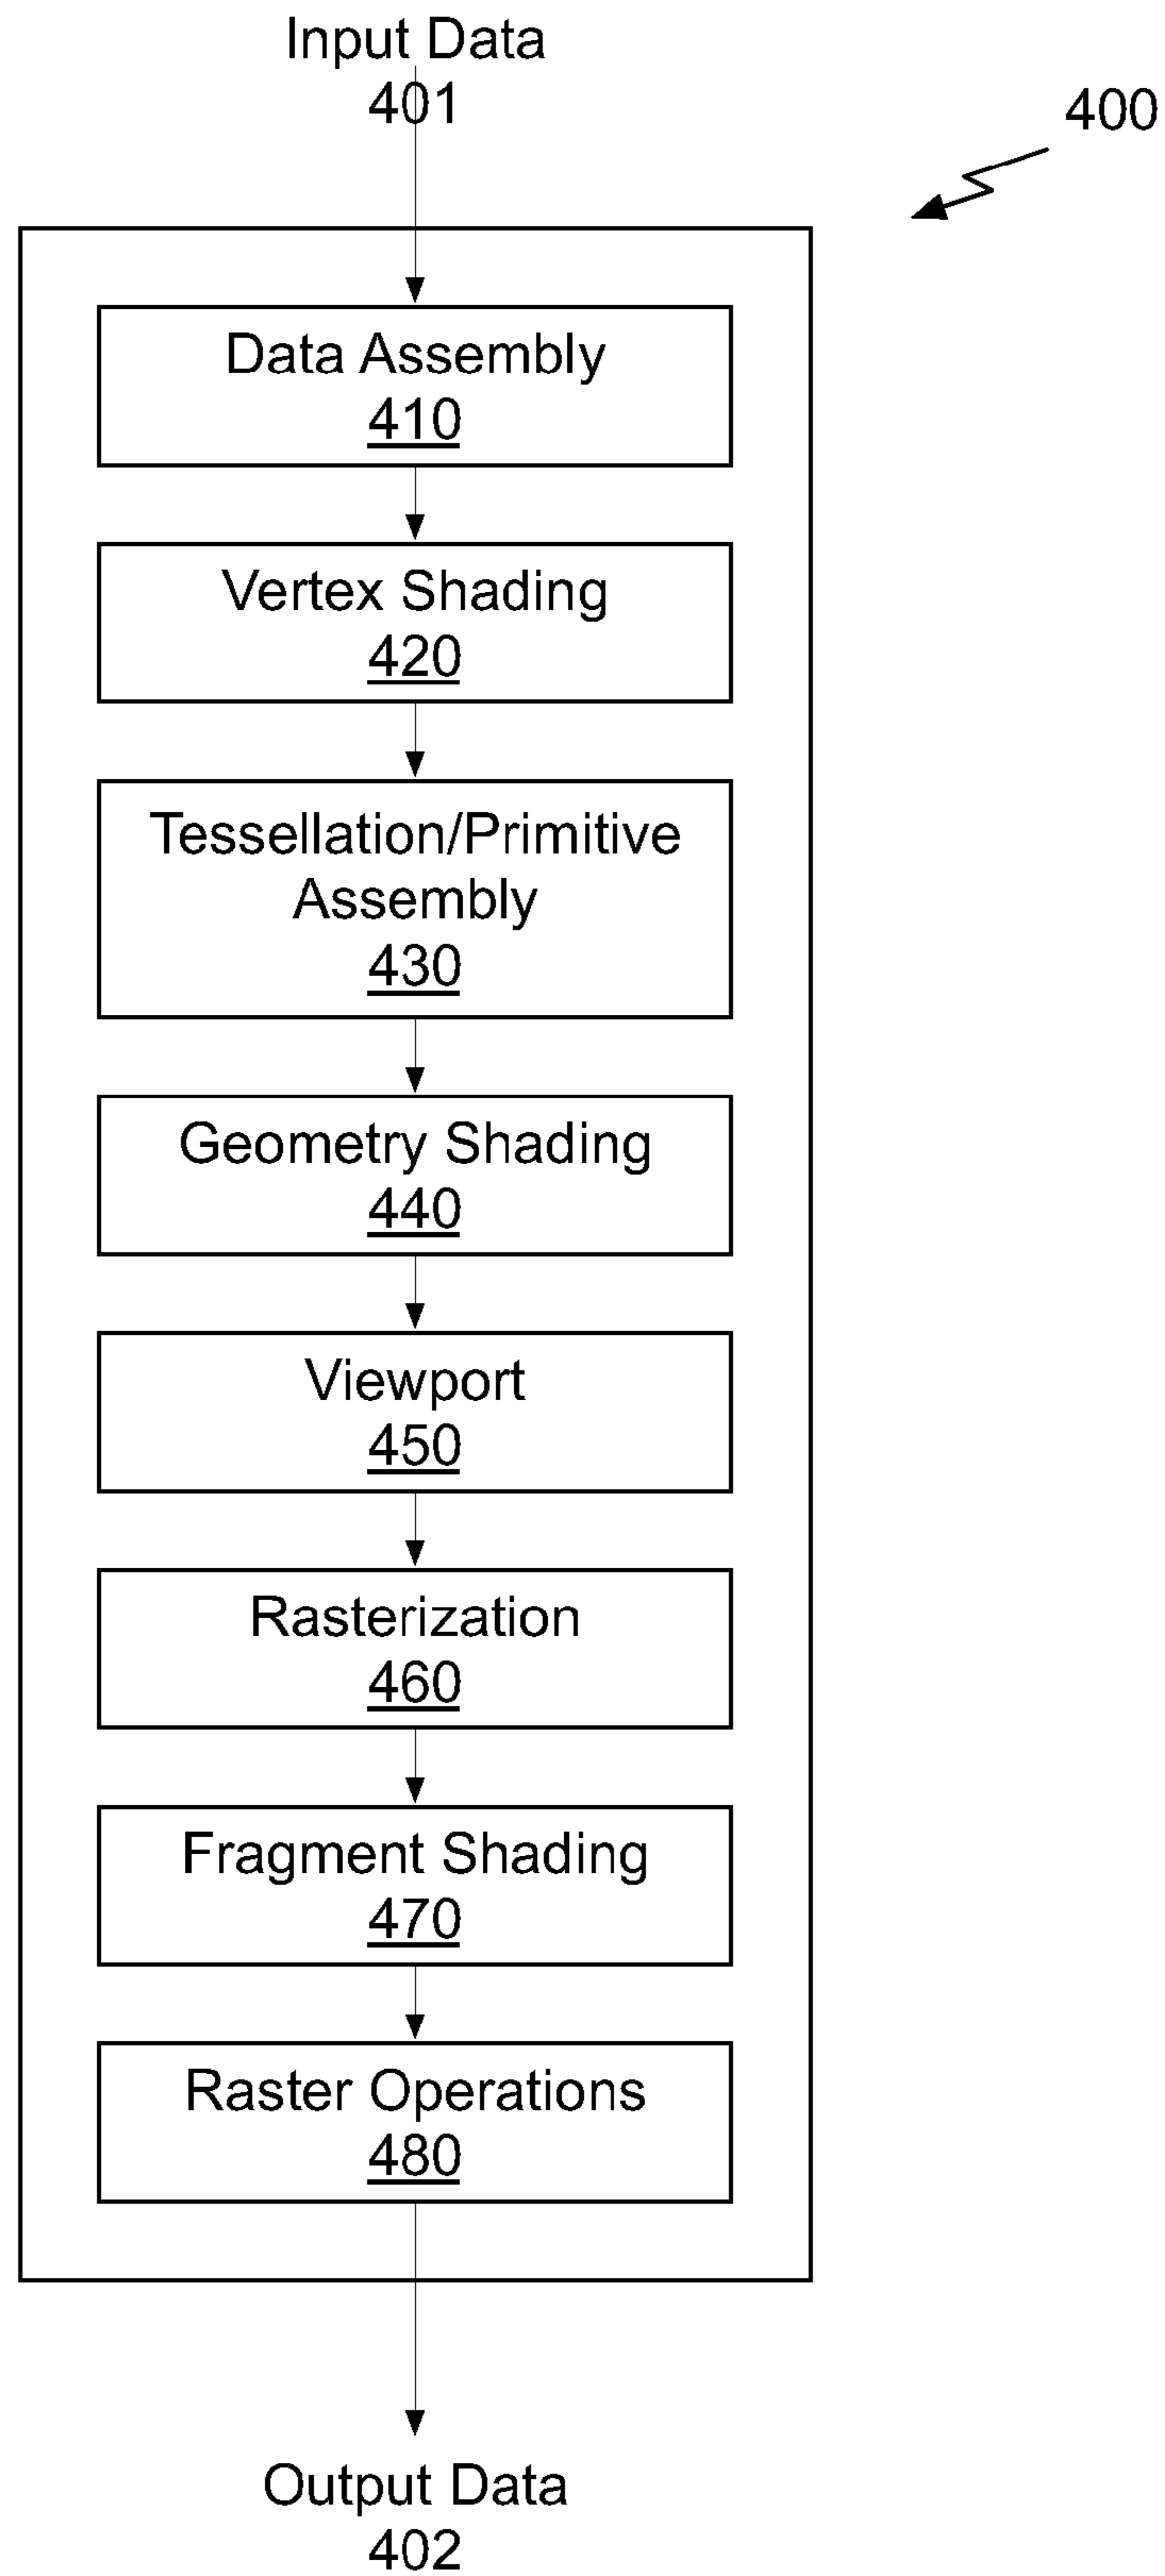 Input Data
401
400
Data Assembly
410
Vertex Shading
420
Tessellation/Primitive
Assembly
430
Geometry Shading
440
Viewport
450
Rasterization
460
Fragment Shading
470
Raster Operations
480
Output Data
402